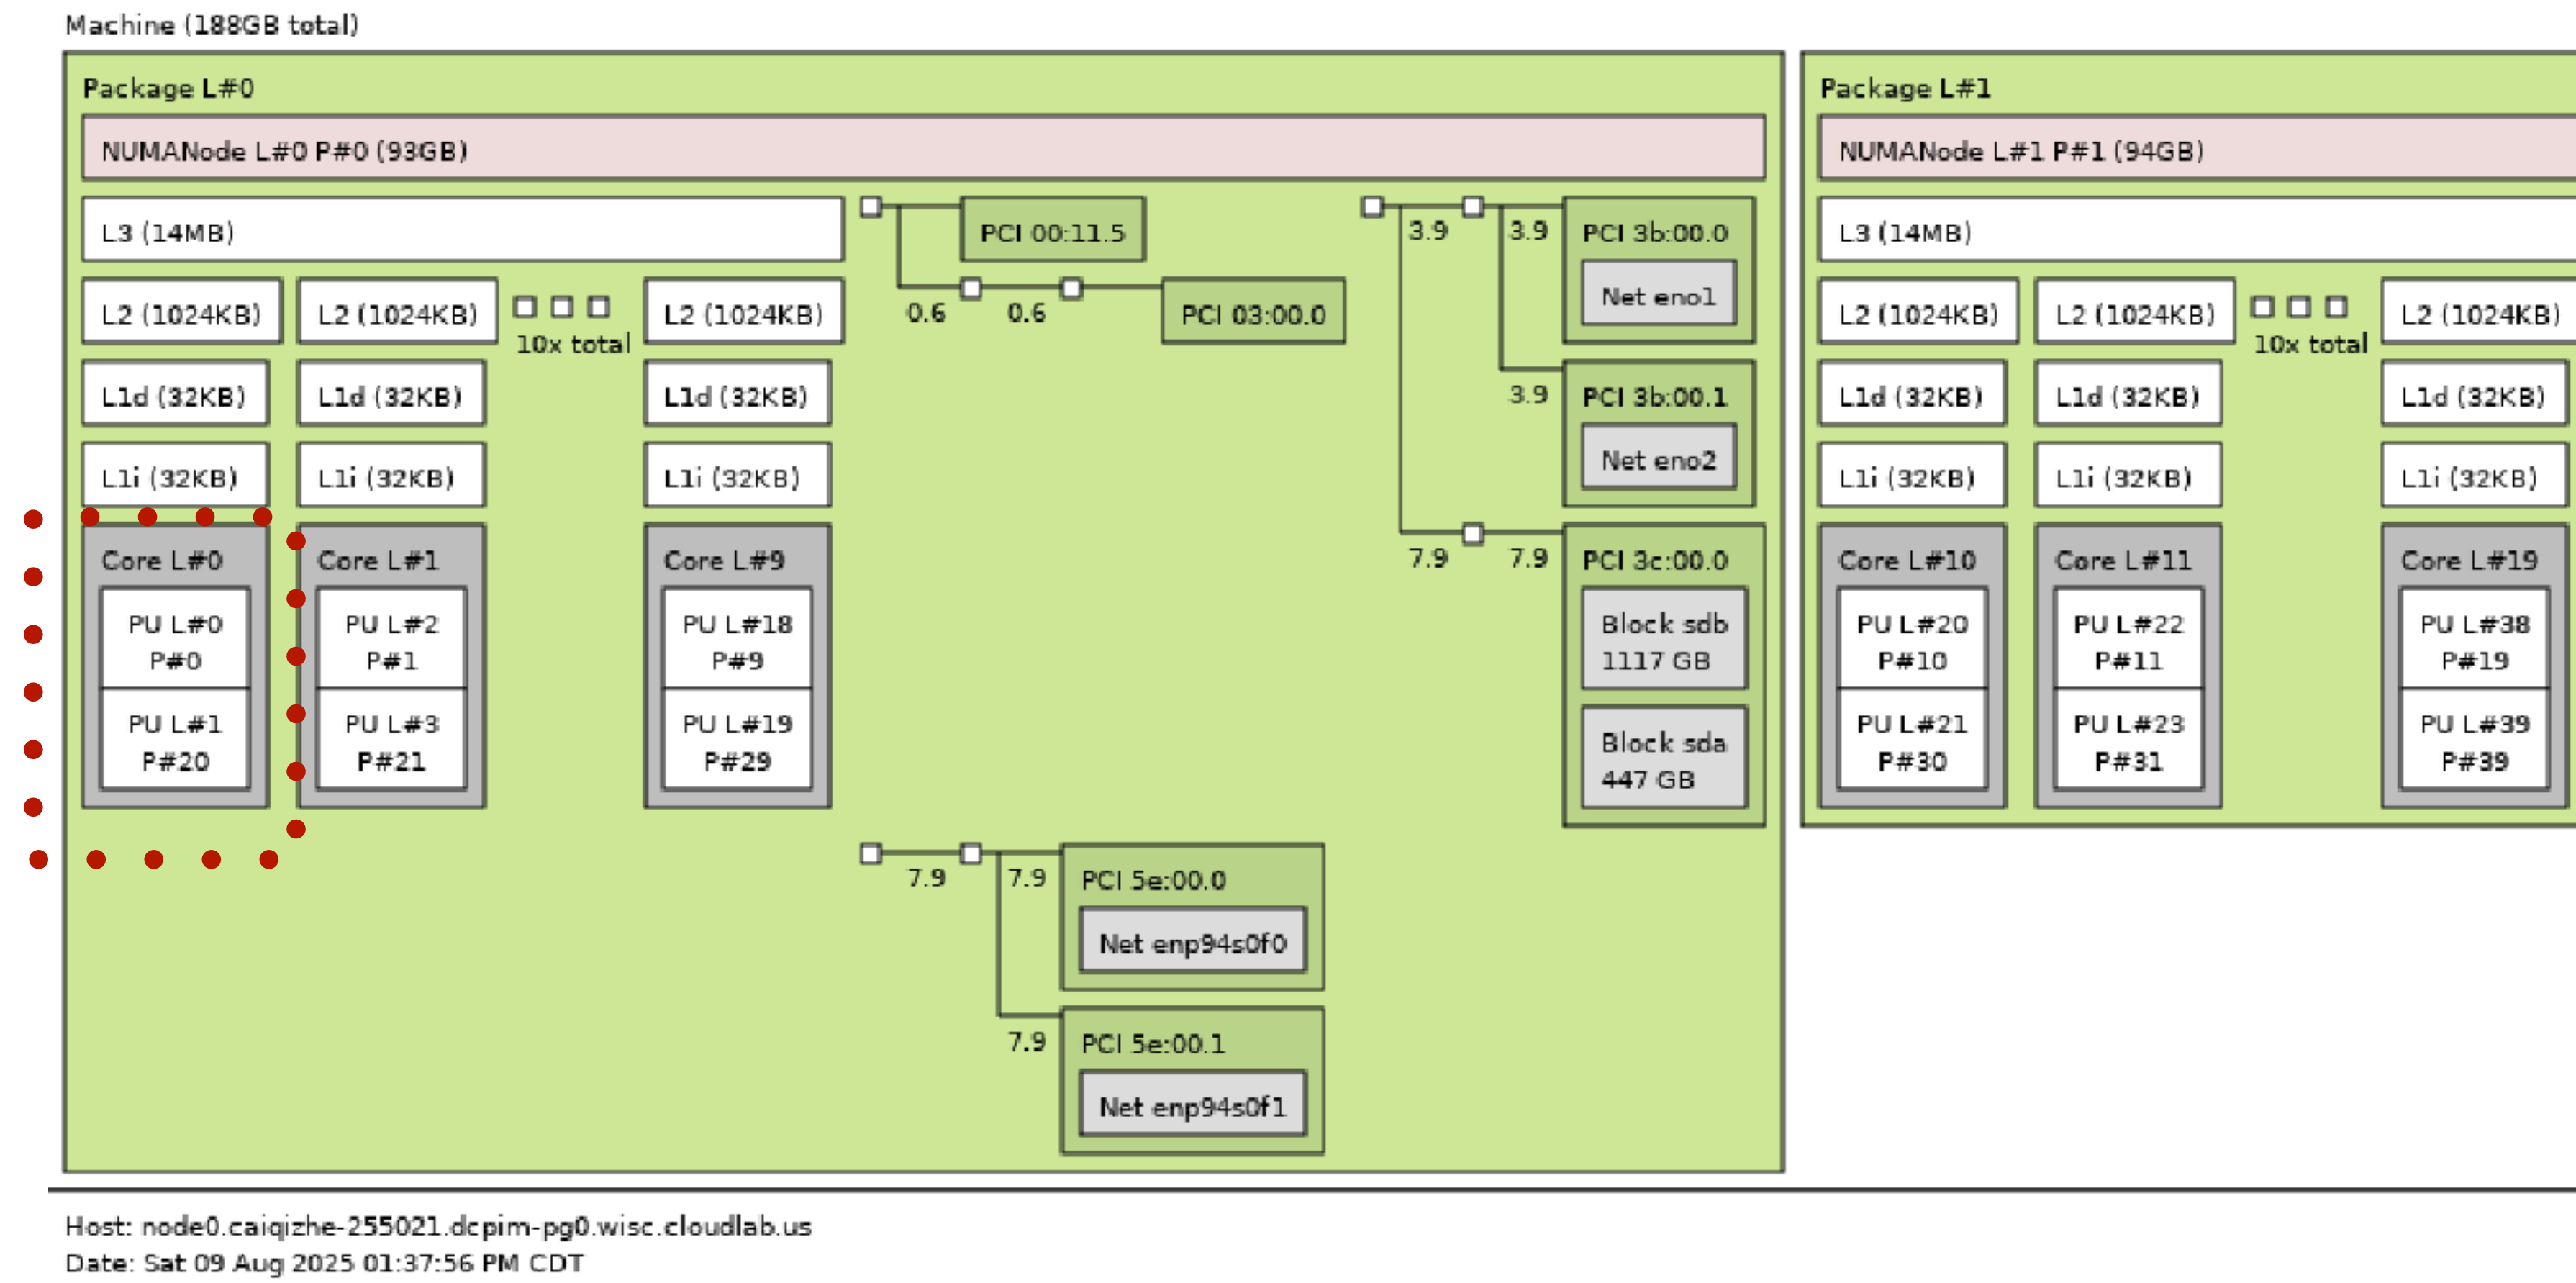 Machine (188GB total)
Package L#0
NUMANode L#0 P#0 (93GB)
L3 (14MB)
L2 (1024KB)
L2 (1024KB)
10x total
L2 (1024KB)
L1d (32KB)
L1d (32KB)
L1d (32KB)
L1i (32KB)
L1i (32KB)
L1i (32KB)
Core L#0
PU L#0
P#0
PU L#1
P#20
Core L#1
PU L#2
P#1
PU L#3
P#21
Core L#9
PU L#18
P#9
PU L#19
P#29
PCI 00:11.5
0.6
0.6
PCI 03:00.0
3.9
3.9
PCI 3b:00.0
Net eno1
3.9
PCI 3b:00.1
Net eno2
7.9
7.9
PCI 3c:00.0
Block sdb
1117 GB
Block sda
447 GB
7.9
7.9
PCI 5e:00.0
Net enp94s0f0
7.9
PCI 5e:00.1
Net enp94s0f1
Package L#1
NUMANode L#1 P#1 (94GB)
L3 (14MB)
L2 (1024KB)
L2 (1024KB)
10x total
L2 (1024KB)
L1d (32KB)
L1d (32KB)
L1d (32KB)
L1i (32KB)
L1i (32KB)
L1i (32KB)
Core L#10
PU L#20
P#10
PU L#21
P#30
Core L#11
PU L#22
P#11
PU L#23
P#31
Core L#19
PU L#38
P#19
PU L#39
P#39
Host: node0.caiqizhe-255021.dcpim-pg0.wisc.cloudlab.us
Date: Sat 09 Aug 2025 01:37:56 PM CDT